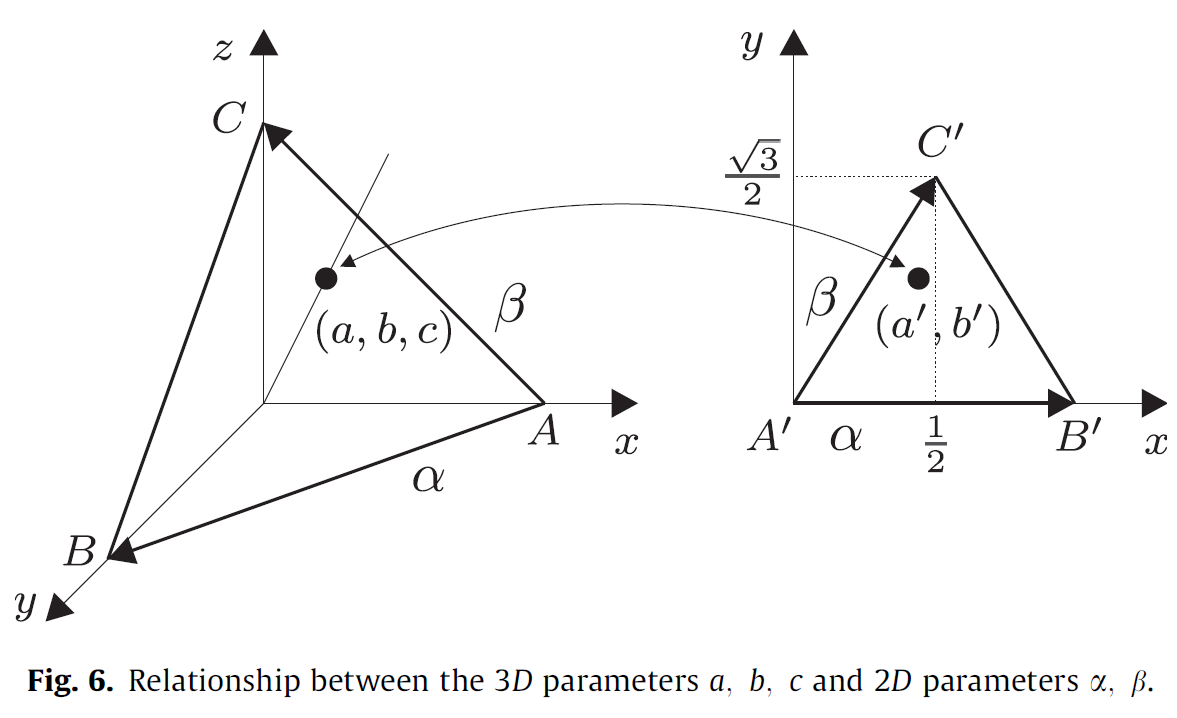 z
y
C
C′
√3/2
β
β
(a, b, c)
(a′, b′)
A
x
A′
α
1/2
B′
x
α
B
y
Fig. 6. Relationship between the 3D parameters a, b, c and 2D parameters α, β.